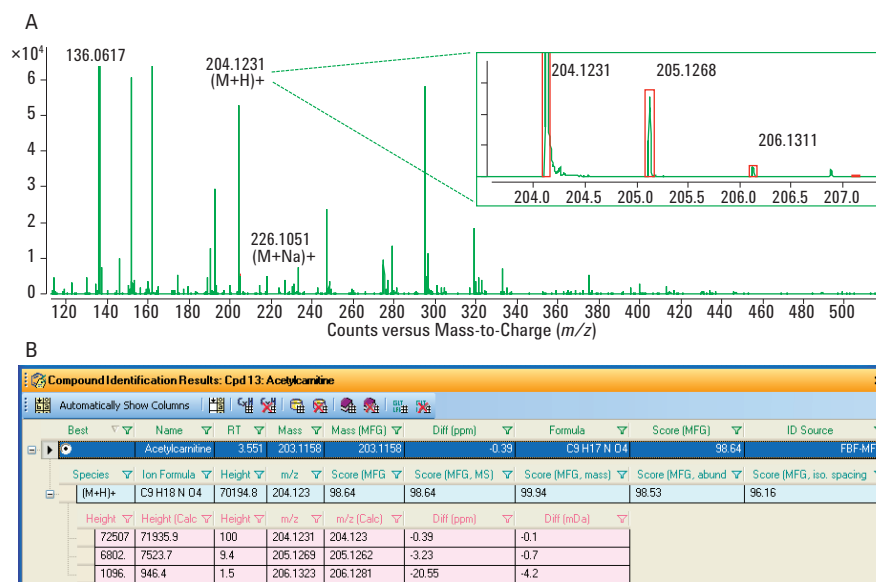 A
×10⁴
136.0617
204.1231
(M+H)+
204.1231
205.1268
206.1311
204.0 204.5 205.0 205.5 206.0 206.5 207.0
6
5
4
3
2
1
0
226.1051
(M+Na)+
120 140 160 180 200 220 240 260 280 300 320 340 360 380 400 420 440 460 480 500
Counts versus Mass-to-Charge (m/z)
B
Compound Identification Results: Cpd 13: Acetylcarnitine
Automatically Show Columns
Best Name RT Mass Mass (MFG) Diff (ppm) Formula Score (MFG) ID Source
Acetylcarnitine 3.551 203.1158 203.1158 -0.39 C9 H17 N O4 98.64 FBF-MF
Species Ion Formula Height m/z Score (MFG Score (MFG, MS) Score (MFG, mass) Score (MFG, abund Score (MFG, iso. spacing
(M+H)+ C9 H18 N O4 70194.8 204.123 98.64 98.64 99.94 98.53 96.16
Height Height (Calc Height m/z m/z (Calc) Diff (ppm) Diff (mDa)
72507 71935.9 100 204.1231 204.123 -0.39 -0.1
6802. 7523.7 9.4 205.1269 205.1262 -3.23 -0.7
1096. 946.4 1.5 206.1323 206.1281 -20.55 -4.2